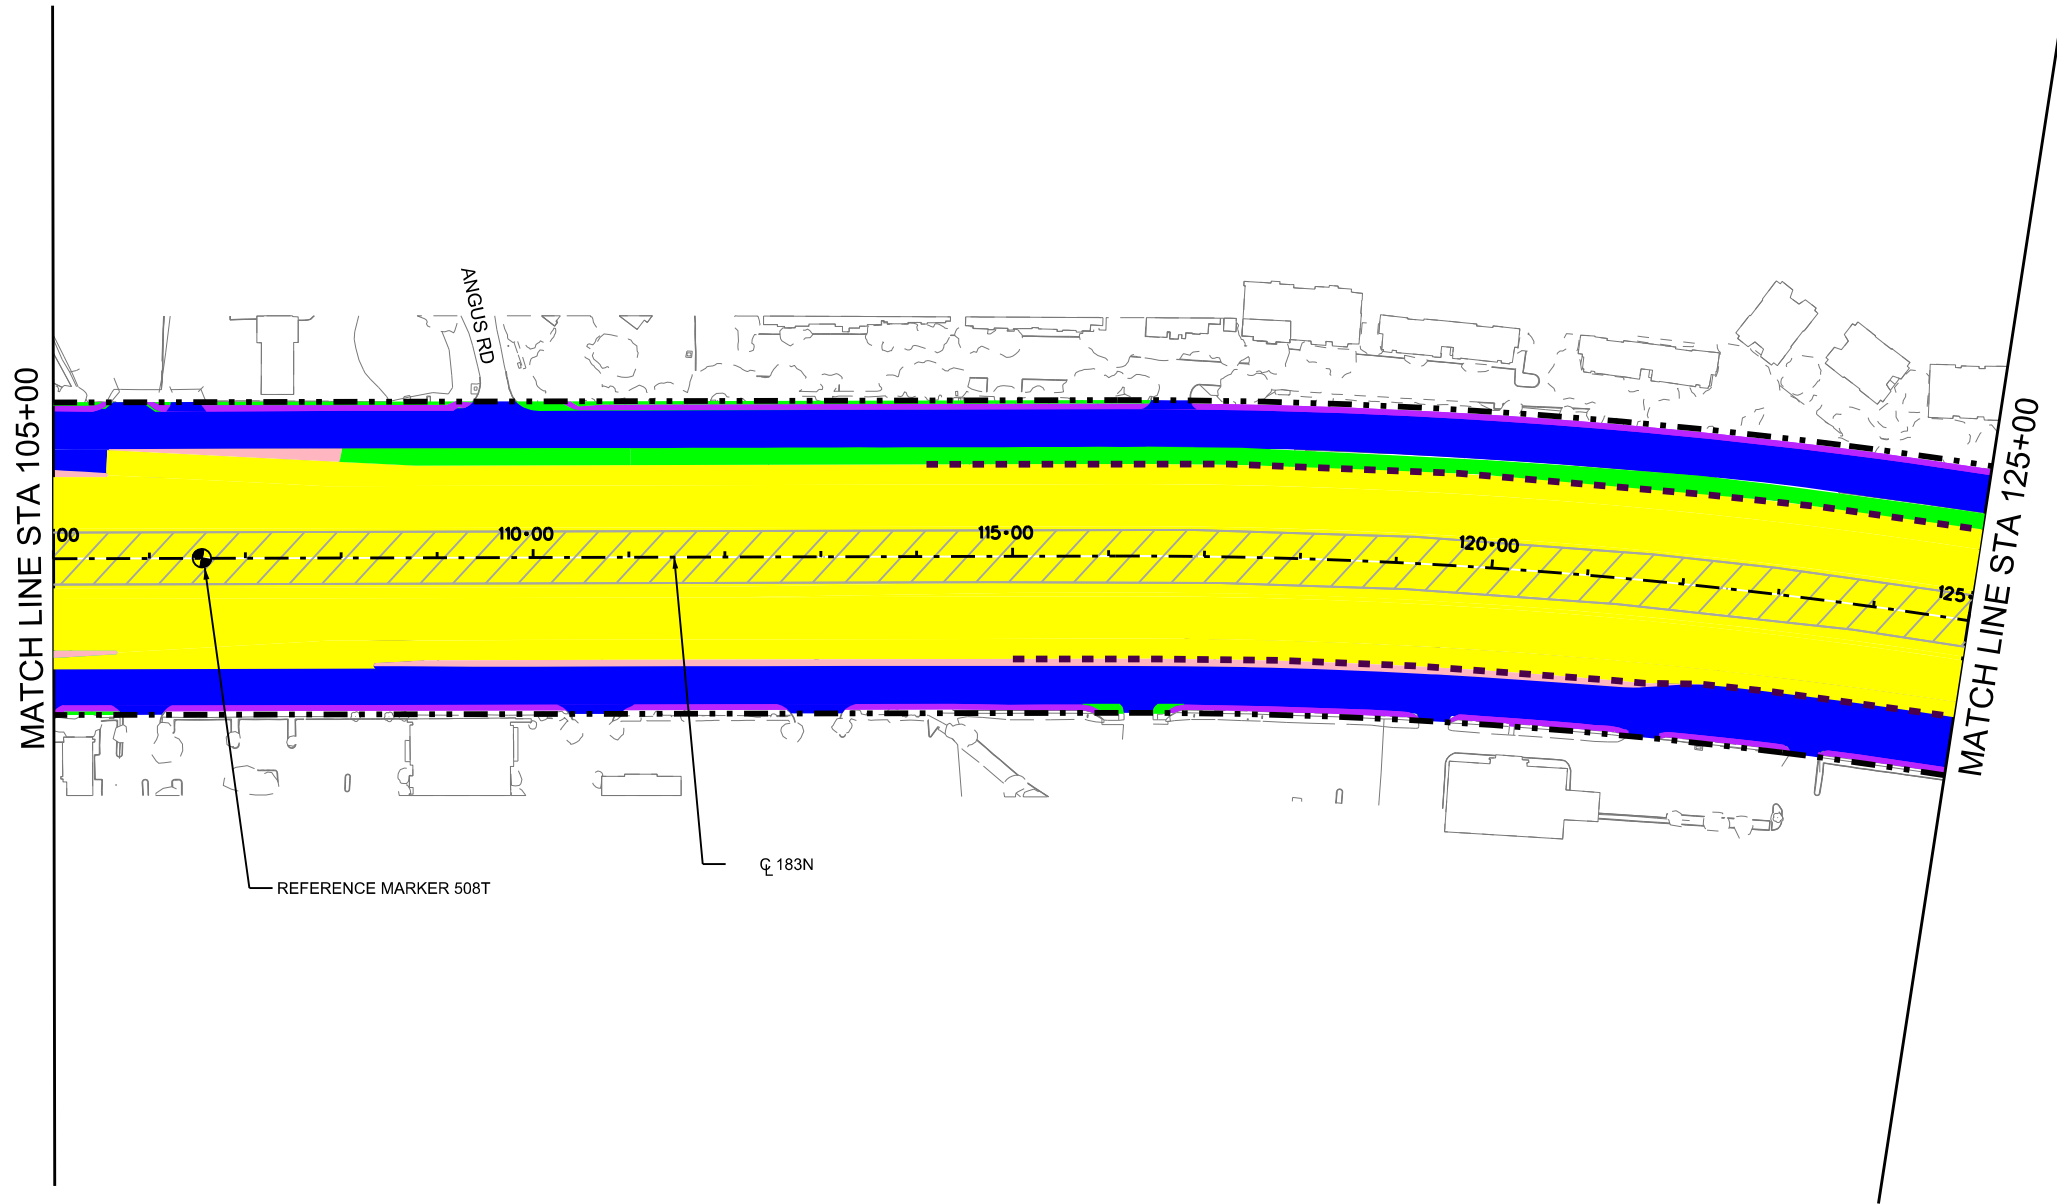 ANGUS RD
MATCH LINE STA 105+00
MATCH LINE STA 125+00
00
110+00
115+00
120+00
125+
℄ 183N
REFERENCE MARKER 508T